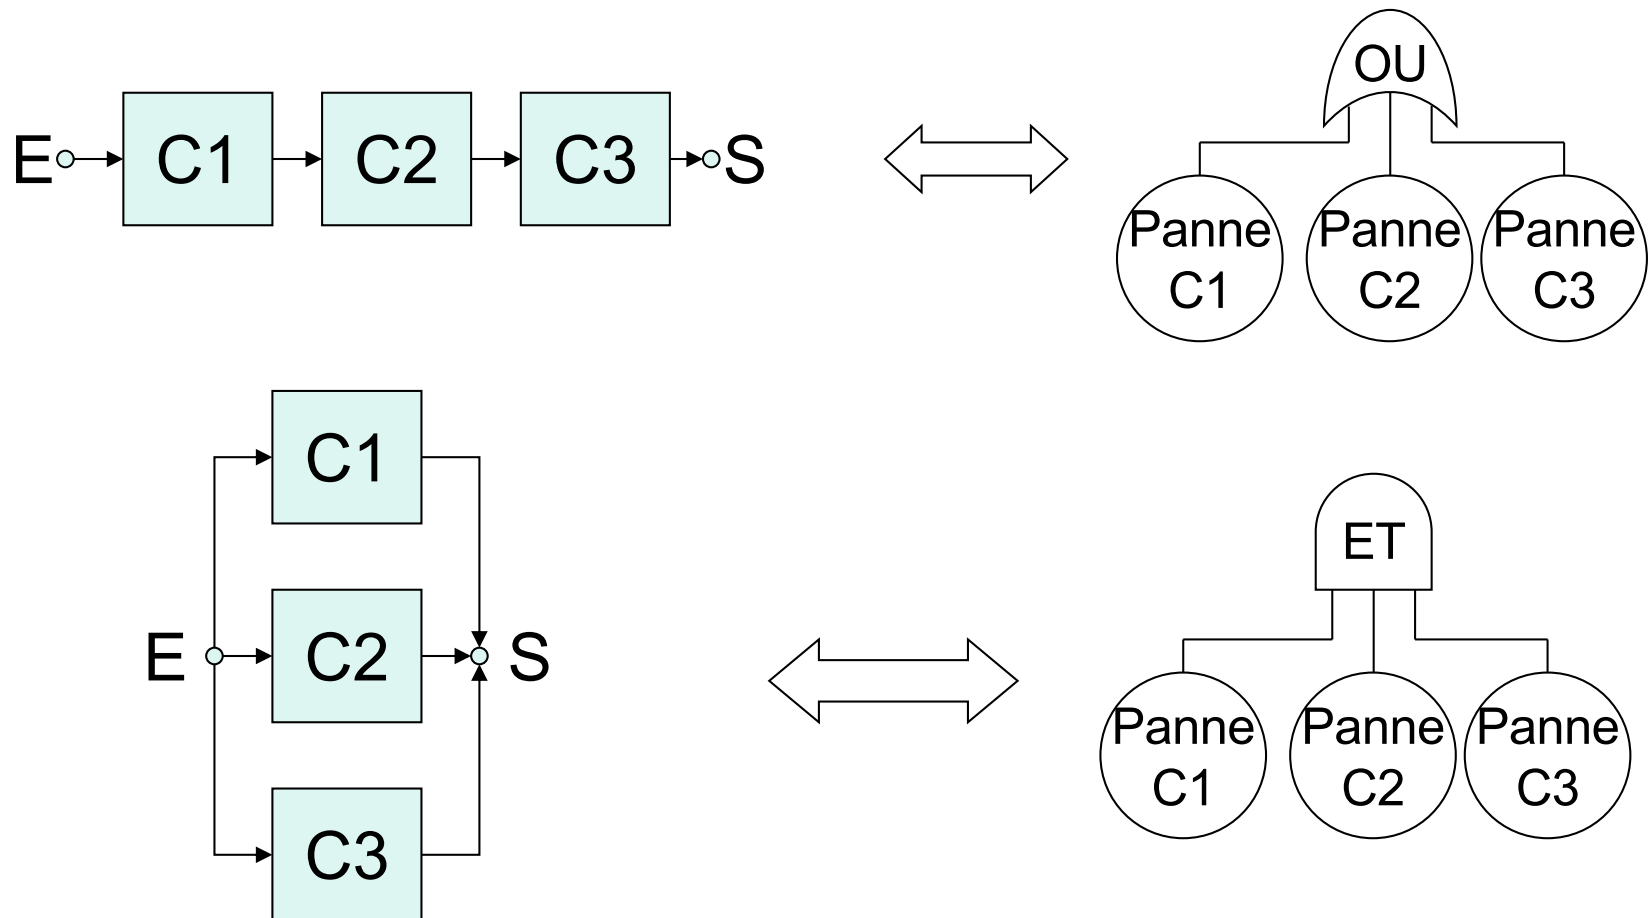 E C1 C2 C3 S
OU
Panne Panne Panne
C1 C2 C3
C1
E C2 S
C3
ET
Panne Panne Panne
C1 C2 C3